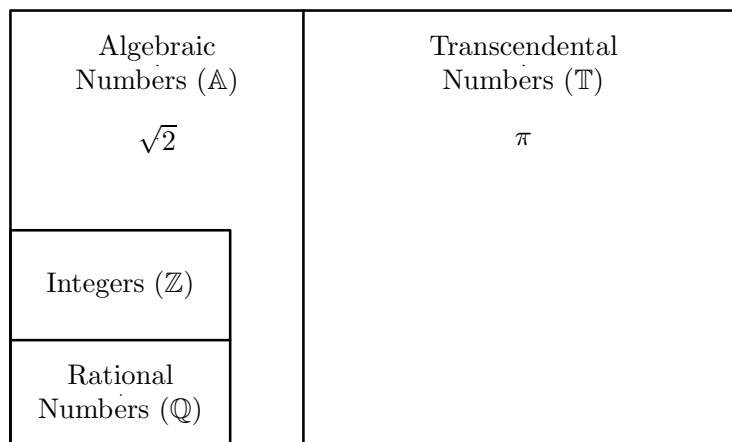 Algebraic
Numbers (𝔸)
√2
Transcendental
Numbers (𝕋)
π
Integers (ℤ)
Rational
Numbers (ℚ)